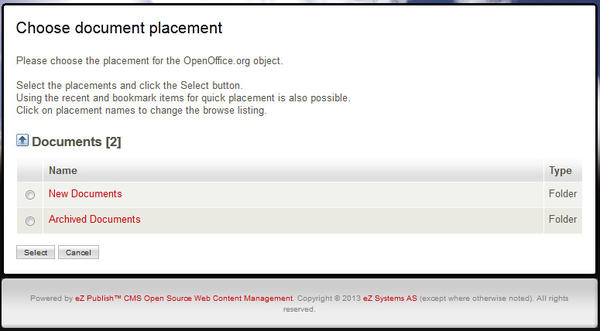 Choose document placement
Please choose the placement for the OpenOffice.org object.
Select the placements and click the Select button.
Using the recent and bookmark items for quick placement is also possible.
Click on placement names to change the browse listing.
Documents [2]
Name Type
New Documents Folder
Archived Documents Folder
Select Cancel
Powered by eZ Publish™ CMS Open Source Web Content Management. Copyright © 2013 eZ Systems AS (except where otherwise noted). All rights
reserved.